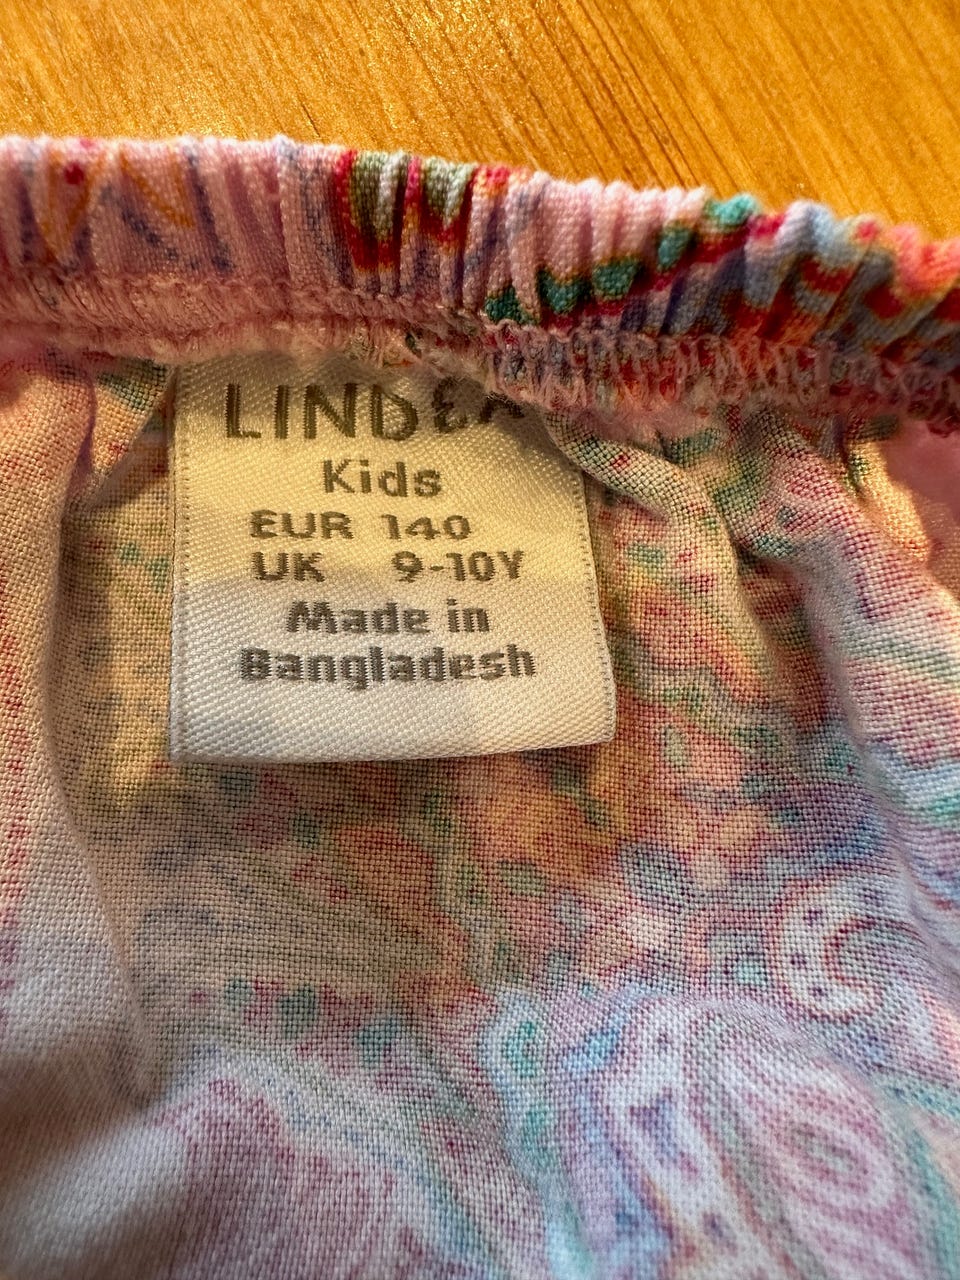 LINDEX
Kids
EUR 140
UK 9-10Y
Made in
Bangladesh